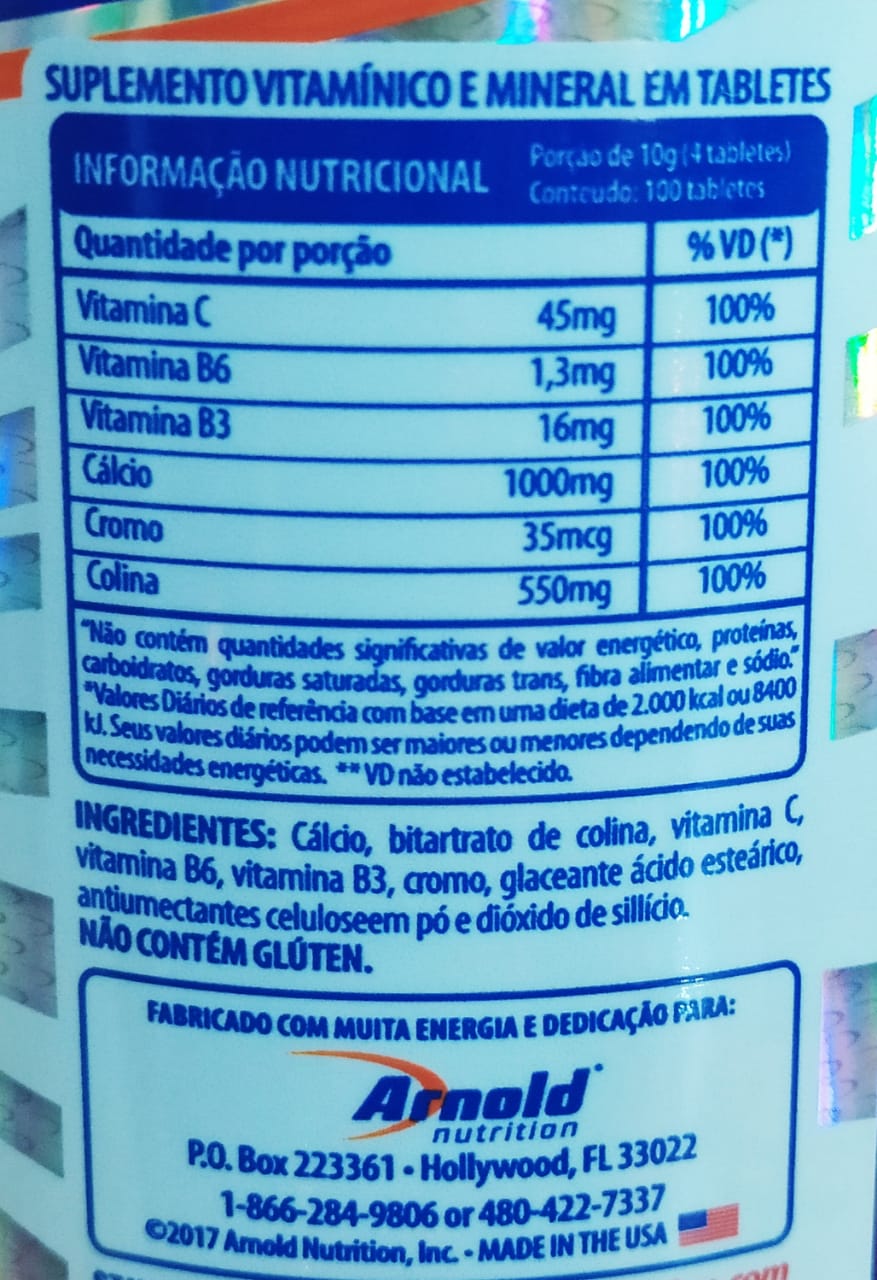 SUPLEMENTO VITAMÍNICO E MINERAL EM TABLETES
INFORMAÇÃO NUTRICIONAL
Porção de 10g (4 tabletes)
Conteudo: 100 tabletes
Quantidade por porção % VD (*)
Vitamina C 45mg 100%
Vitamina B6 1,3mg 100%
Vitamina B3 16mg 100%
Cálcio 1000mg 100%
Cromo 35mcg 100%
Colina 550mg 100%
"Não contém quantidades significativas de valor energético, proteínas,
carboidratos, gorduras saturadas, gorduras trans, fibra alimentar e sódio."
*Valores Diários de referência com base em uma dieta de 2.000 kcal ou 8400
kJ. Seus valores diários podem ser maiores ou menores dependendo de suas
necessidades energéticas. ** VD não estabelecido.
INGREDIENTES: Cálcio, bitartrato de colina, vitamina C,
vitamina B6, vitamina B3, cromo, glaceante ácido esteárico,
antiumectantes celuloseem pó e dióxido de sillício.
NÃO CONTÉM GLÚTEN.
FABRICADO COM MUITA ENERGIA E DEDICAÇÃO PARA:
Arnold
nutrition
P.O. Box 223361 • Hollywood, FL 33022
1-866-284-9806 or 480-422-7337
©2017 Arnold Nutrition, Inc. • MADE IN THE USA